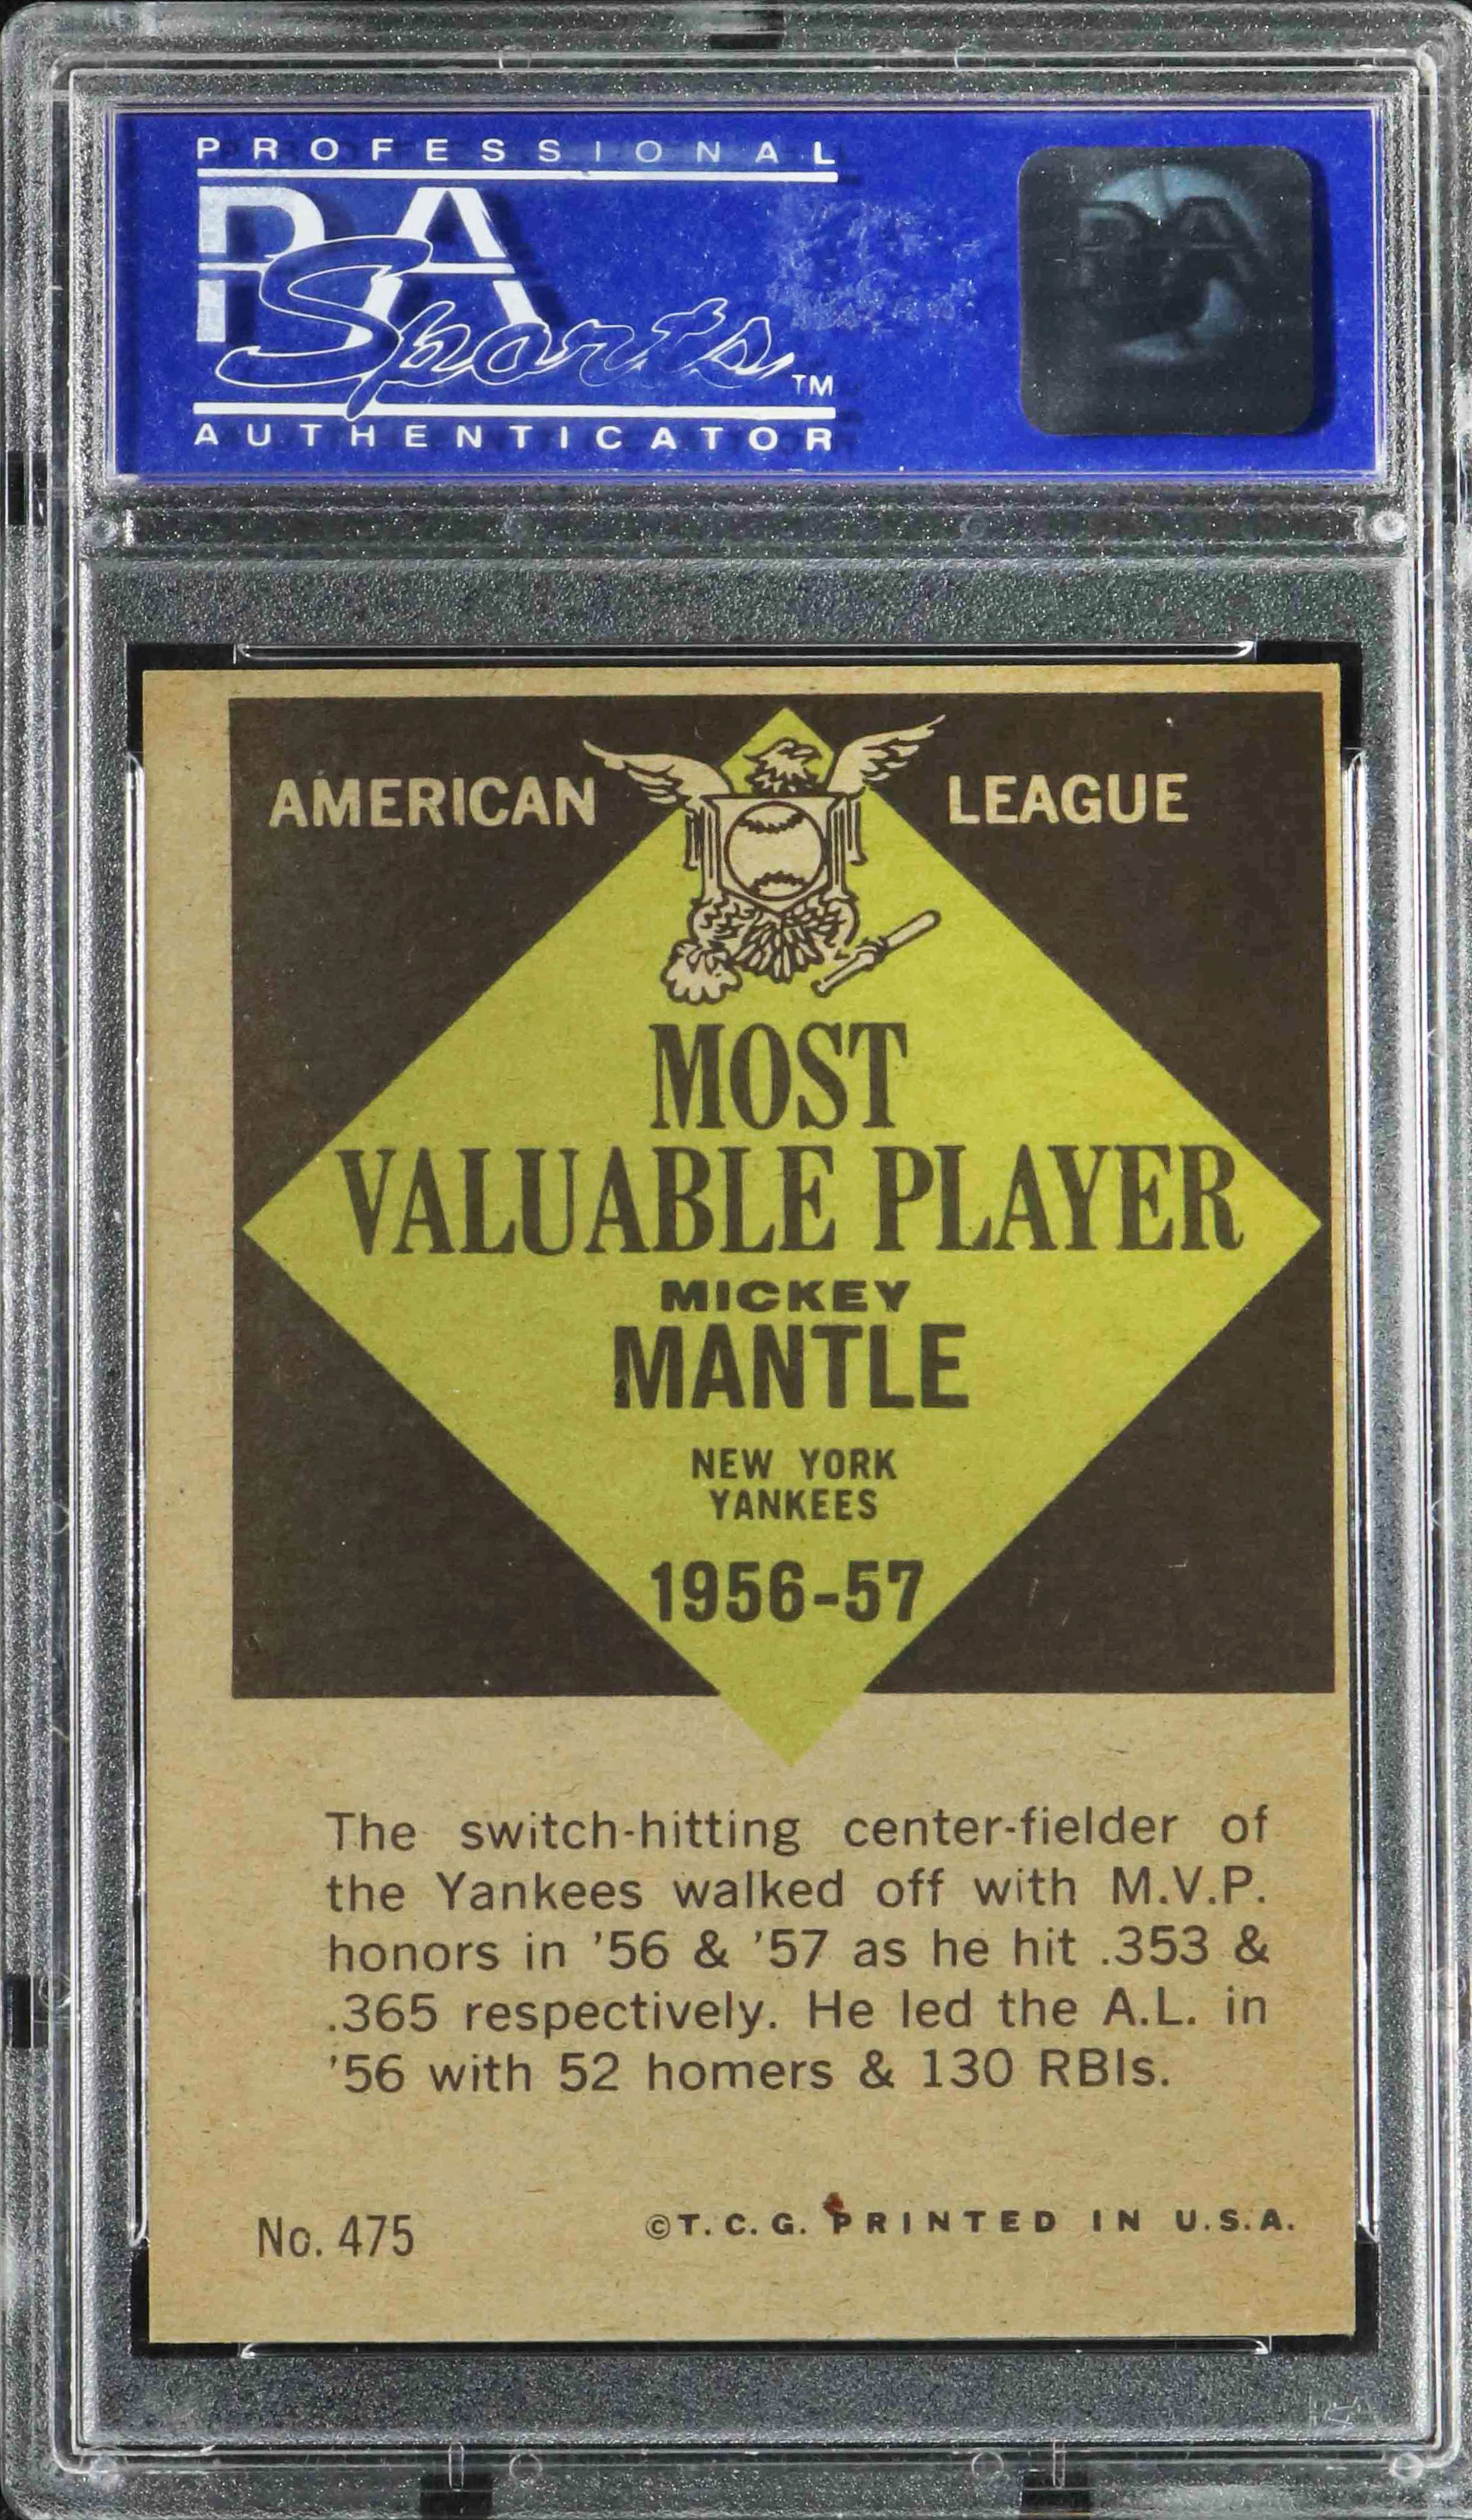 PROFESSIONAL
PSA
Sports™
AUTHENTICATOR
PSA
AMERICAN LEAGUE
MOST
VALUABLE PLAYER
MICKEY
MANTLE
NEW YORK
YANKEES
1956-57
The switch-hitting center-fielder of
the Yankees walked off with M.V.P.
honors in '56 & '57 as he hit .353 &
.365 respectively. He led the A.L. in
'56 with 52 homers & 130 RBIs.
No. 475 ©T.C.G. PRINTED IN U.S.A.